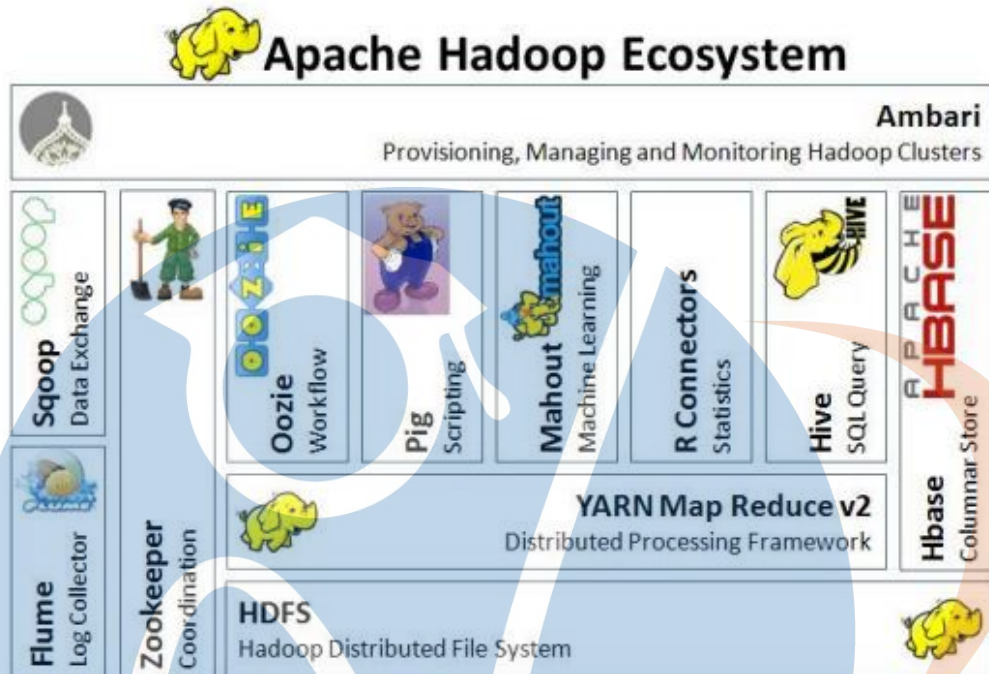 Apache Hadoop Ecosystem
Ambari
Provisioning, Managing and Monitoring Hadoop Clusters
sqoop
Sqoop
Data Exchange
OOZIE
Oozie
Workflow
Pig
Scripting
mahout
Mahout
Machine Learning
R Connectors
Statistics
HIVE
Hive
SQL Query
APACHE
HBASE
Hbase
Columnar Store
FLUME
Flume
Log Collector
Zookeeper
Coordination
YARN Map Reduce v2
Distributed Processing Framework
HDFS
Hadoop Distributed File System